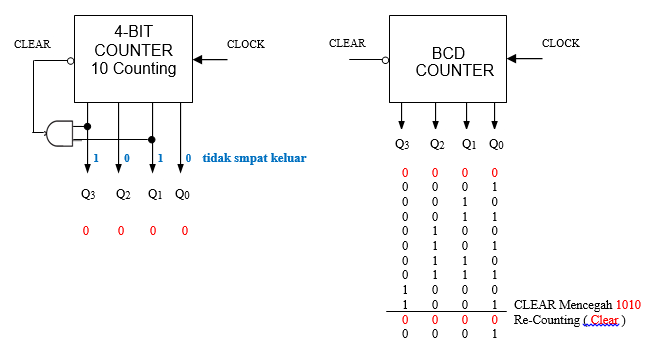 4-BIT
COUNTER
10 Counting
CLEAR
CLOCK
1 0 1 0 tidak smpat keluar
Q3 Q2 Q1 Q0
0 0 0 0
BCD
COUNTER
CLEAR
CLOCK
Q3 Q2 Q1 Q0
0 0 0 0
0 0 0 1
0 0 1 0
0 0 1 1
0 1 0 0
0 1 0 1
0 1 1 0
0 1 1 1
1 0 0 0
1 0 0 1 CLEAR Mencegah 1010
0 0 0 0 Re-Counting ( Clear )
0 0 0 1